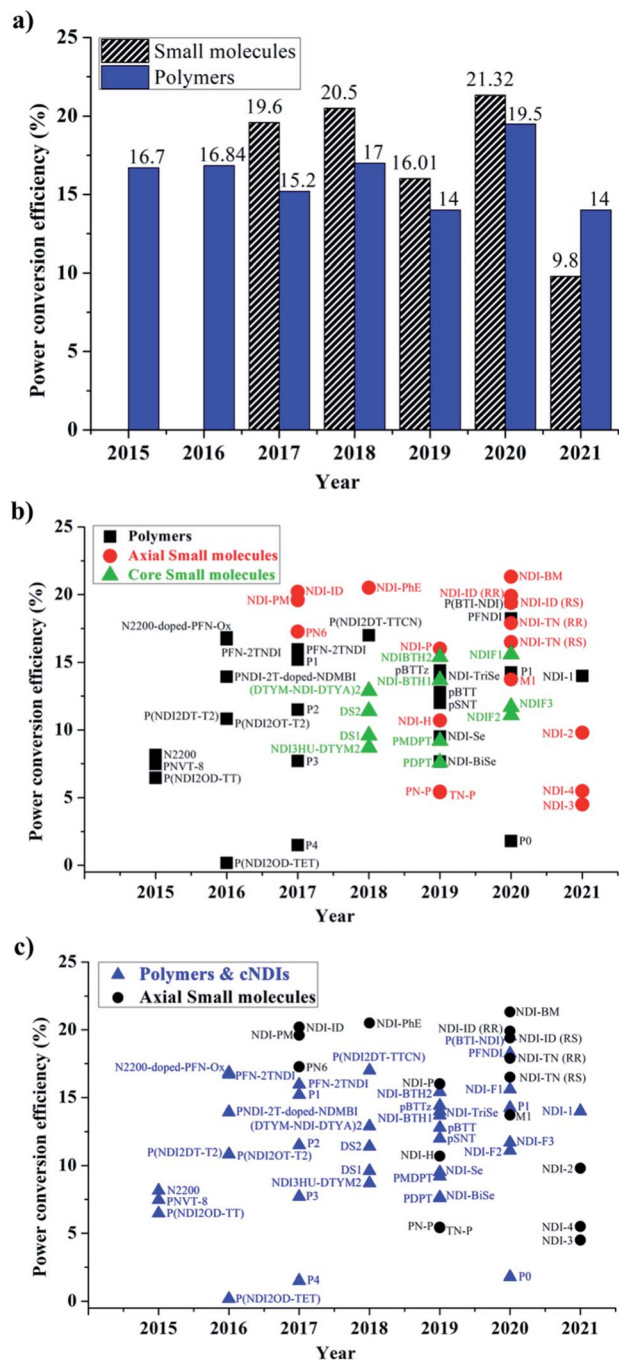 a)
Power conversion efficiency (%)
25
20
15
10
5
0
Small molecules
Polymers
16.7
16.84
19.6
15.2
20.5
17
16.01
14
21.32
19.5
9.8
14
2015 2016 2017 2018 2019 2020 2021
Year
b)
Power conversion efficiency (%)
25
20
15
10
5
0
Polymers
Axial Small molecules
Core Small molecules
N2200
PNVT-8
P(NDI2OD-TT)
N2200-doped-PFN-Ox
PFN-2TNDI
PNDI-2T-doped-NDMBI
P(NDI2DT-T2)
P(NDI2OT-T2)
P(NDI2OD-TET)
NDI-ID
NDI-PM
PN6
PFN-2TNDI
P1
P2
P3
P4
NDI-PhE
P(NDI2DT-TTCN)
(DTYM-NDI-DTYA)2
DS2
DS1
NDI3HU-DTYM2
NDI-P
NDIBTH2
pBTTz
NDI-TriSe
NDI-BTH1
pBTT
pSNT
NDI-H
NDI-Se
PMDPT
PDPT
NDI-BiSe
PN-P
TN-P
NDI-BM
NDI-ID (RR)
P(BTI-NDI)
NDI-ID (RS)
PFNDI
NDI-TN (RR)
NDI-TN (RS)
NDIF1
P1
M1
NDIF3
NDIF2
P0
NDI-1
NDI-2
NDI-4
NDI-3
2015 2016 2017 2018 2019 2020 2021
Year
c)
Power conversion efficiency (%)
25
20
15
10
5
0
Polymers & cNDIs
Axial Small molecules
N2200
PNVT-8
P(NDI2OD-TT)
N2200-doped-PFN-Ox
PFN-2TNDI
PNDI-2T-doped-NDMBI
P(NDI2DT-T2)
P(NDI2OT-T2)
P(NDI2OD-TET)
NDI-ID
NDI-PM
PN6
PFN-2TNDI
P1
P2
P3
P4
NDI-PhE
P(NDI2DT-TTCN)
(DTYM-NDI-DTYA)2
DS2
DS1
NDI3HU-DTYM2
NDI-P
NDI-BTH2
pBTTz
NDI-TriSe
NDI-BTH1
pBTT
pSNT
NDI-H
NDI-Se
PMDPT
PDPT
NDI-BiSe
PN-P
TN-P
NDI-BM
NDI-ID (RR)
P(BTI-NDI)
NDI-ID (RS)
PFNDI
NDI-TN (RR)
NDI-TN (RS)
NDI-F1
P1
M1
NDI-F3
NDI-F2
P0
NDI-1
NDI-2
NDI-4
NDI-3
2015 2016 2017 2018 2019 2020 2021
Year